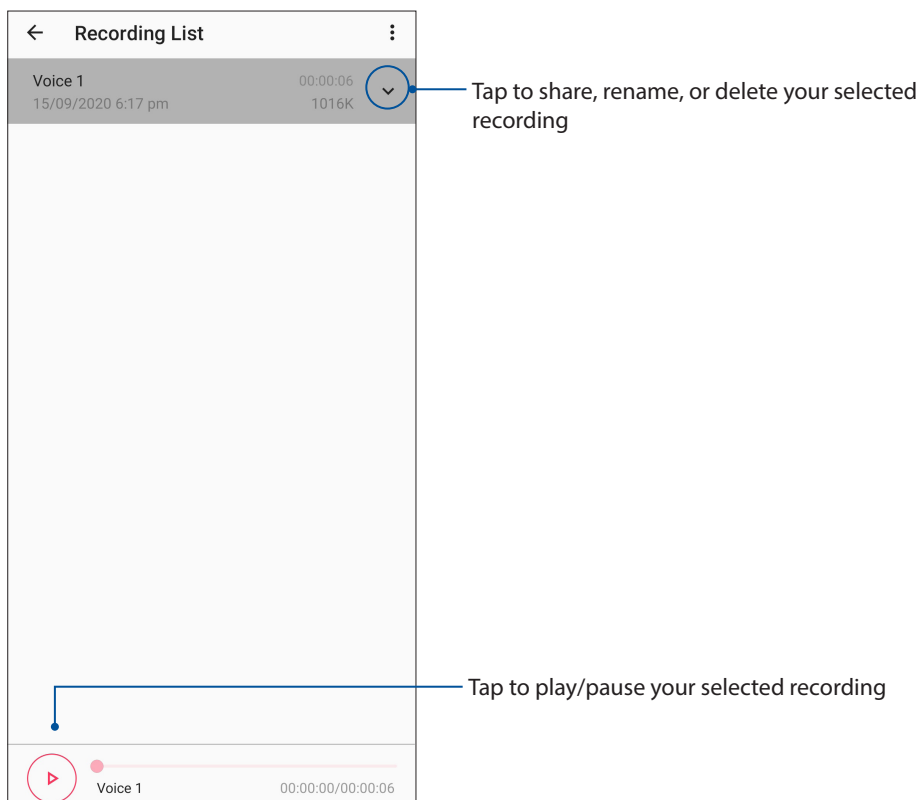 Recording List
Voice 1 00:00:06
15/09/2020 6:17 pm 1016K
Tap to share, rename, or delete your selected
recording
Tap to play/pause your selected recording
Voice 1 00:00:00/00:00:06